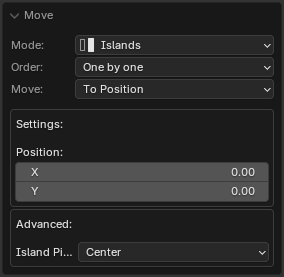 Move
Mode: Islands
Order: One by one
Move: To Position
Settings:
Position:
X 0.00
Y 0.00
Advanced:
Island Pi... Center